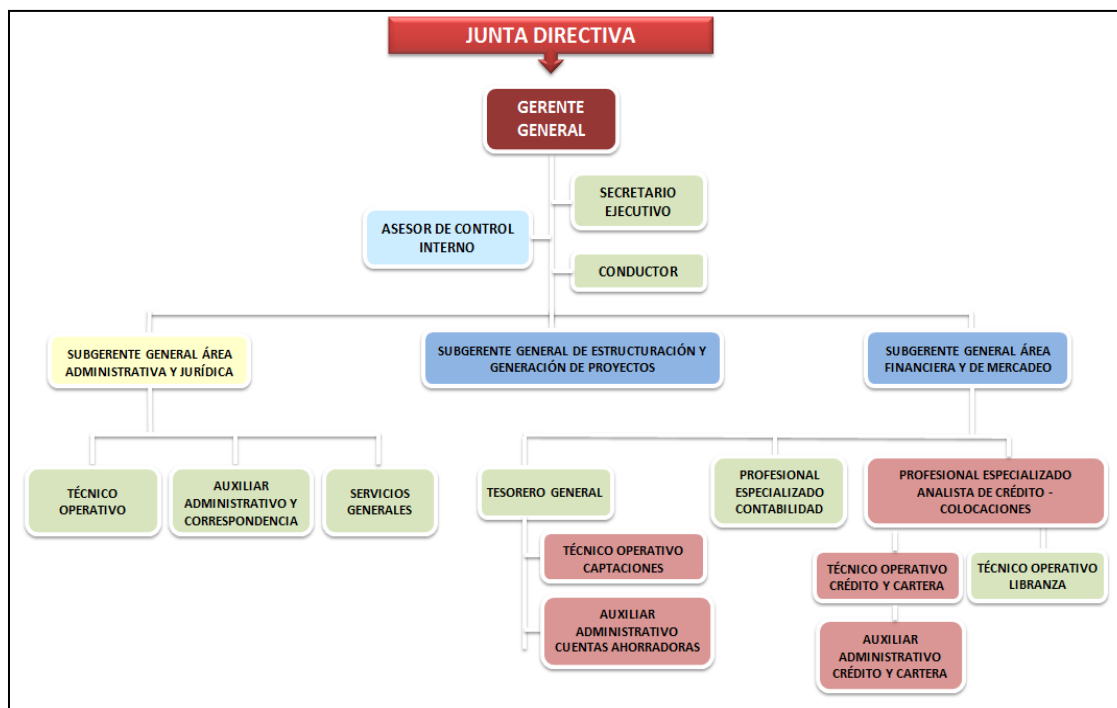 JUNTA DIRECTIVA
GERENTE
GENERAL
SECRETARIO
EJECUTIVO
ASESOR DE CONTROL
INTERNO
CONDUCTOR
SUBGERENTE GENERAL ÁREA
ADMINISTRATIVA Y JURÍDICA
SUBGERENTE GENERAL DE ESTRUCTURACIÓN Y
GENERACIÓN DE PROYECTOS
SUBGERENTE GENERAL ÁREA
FINANCIERA Y DE MERCADEO
TÉCNICO
OPERATIVO
AUXILIAR
ADMINISTRATIVO Y
CORRESPONDENCIA
SERVICIOS
GENERALES
TESORERO GENERAL
PROFESIONAL
ESPECIALIZADO
CONTABILIDAD
PROFESIONAL ESPECIALIZADO
ANALISTA DE CRÉDITO -
COLOCACIONES
TÉCNICO OPERATIVO
CAPTACIONES
TÉCNICO OPERATIVO
CRÉDITO Y CARTERA
TÉCNICO OPERATIVO
LIBRANZA
AUXILIAR
ADMINISTRATIVO
CUENTAS AHORRADORAS
AUXILIAR
ADMINISTRATIVO
CRÉDITO Y CARTERA